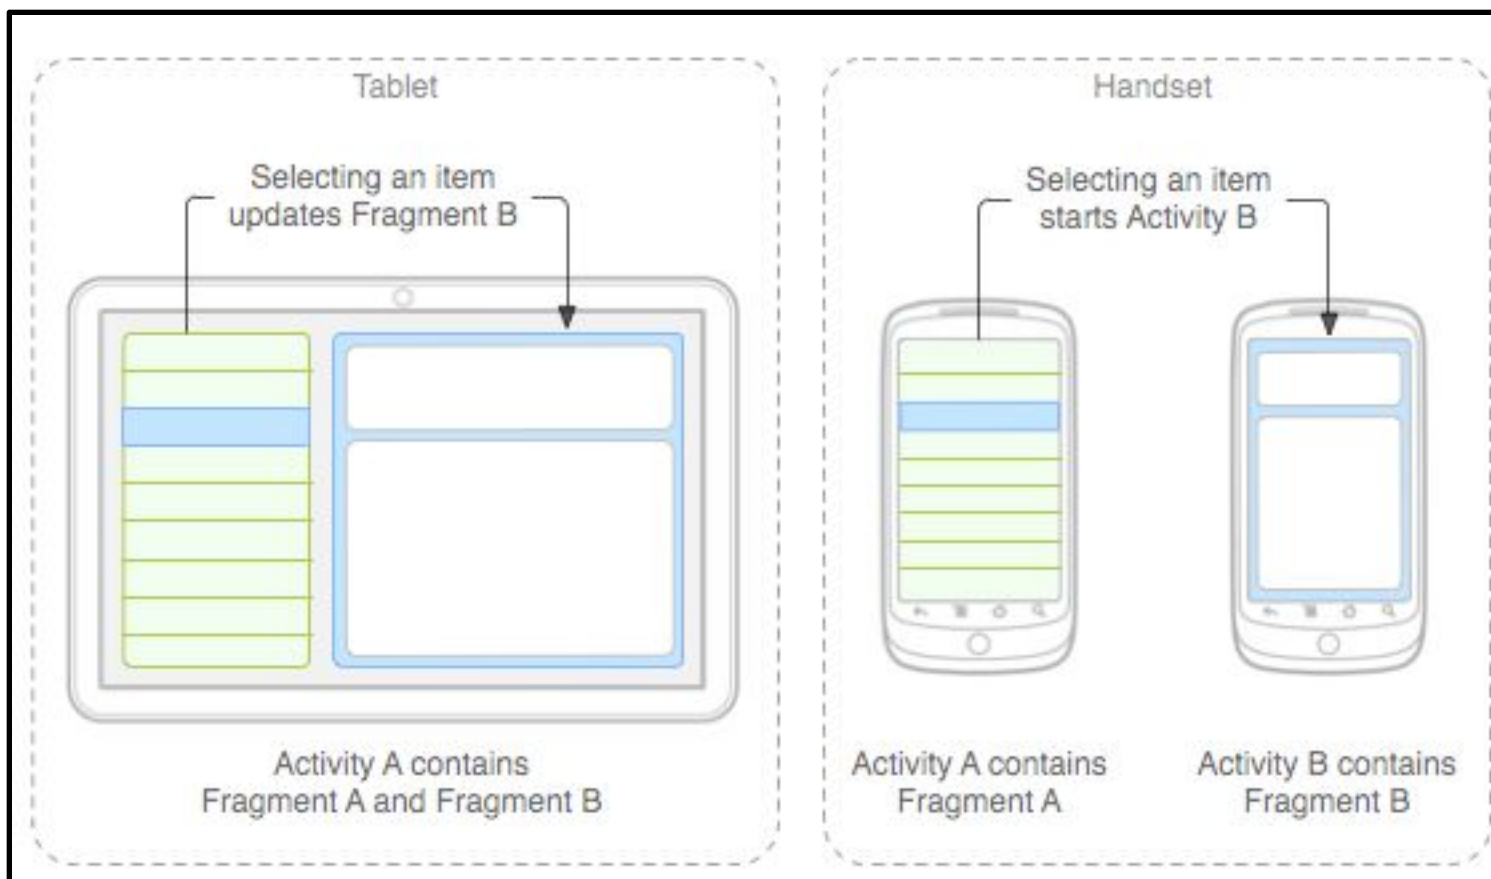 Tablet
Selecting an item
updates Fragment B
Activity A contains
Fragment A and Fragment B
Handset
Selecting an item
starts Activity B
Activity A contains
Fragment A
Activity B contains
Fragment B